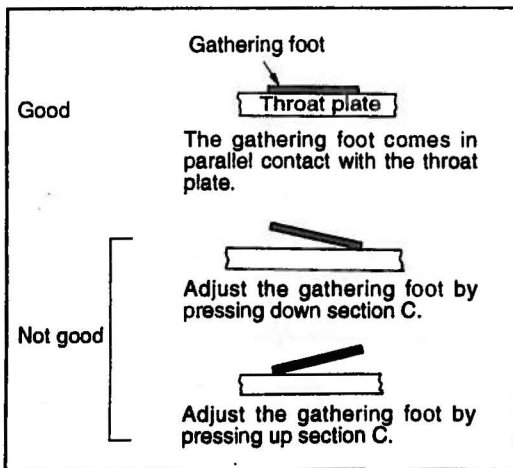 Gathering foot
Good
Throat plate
The gathering foot comes in
parallel contact with the throat
plate.
Not good
Adjust the gathering foot by
pressing down section C.
Adjust the gathering foot by
pressing up section C.